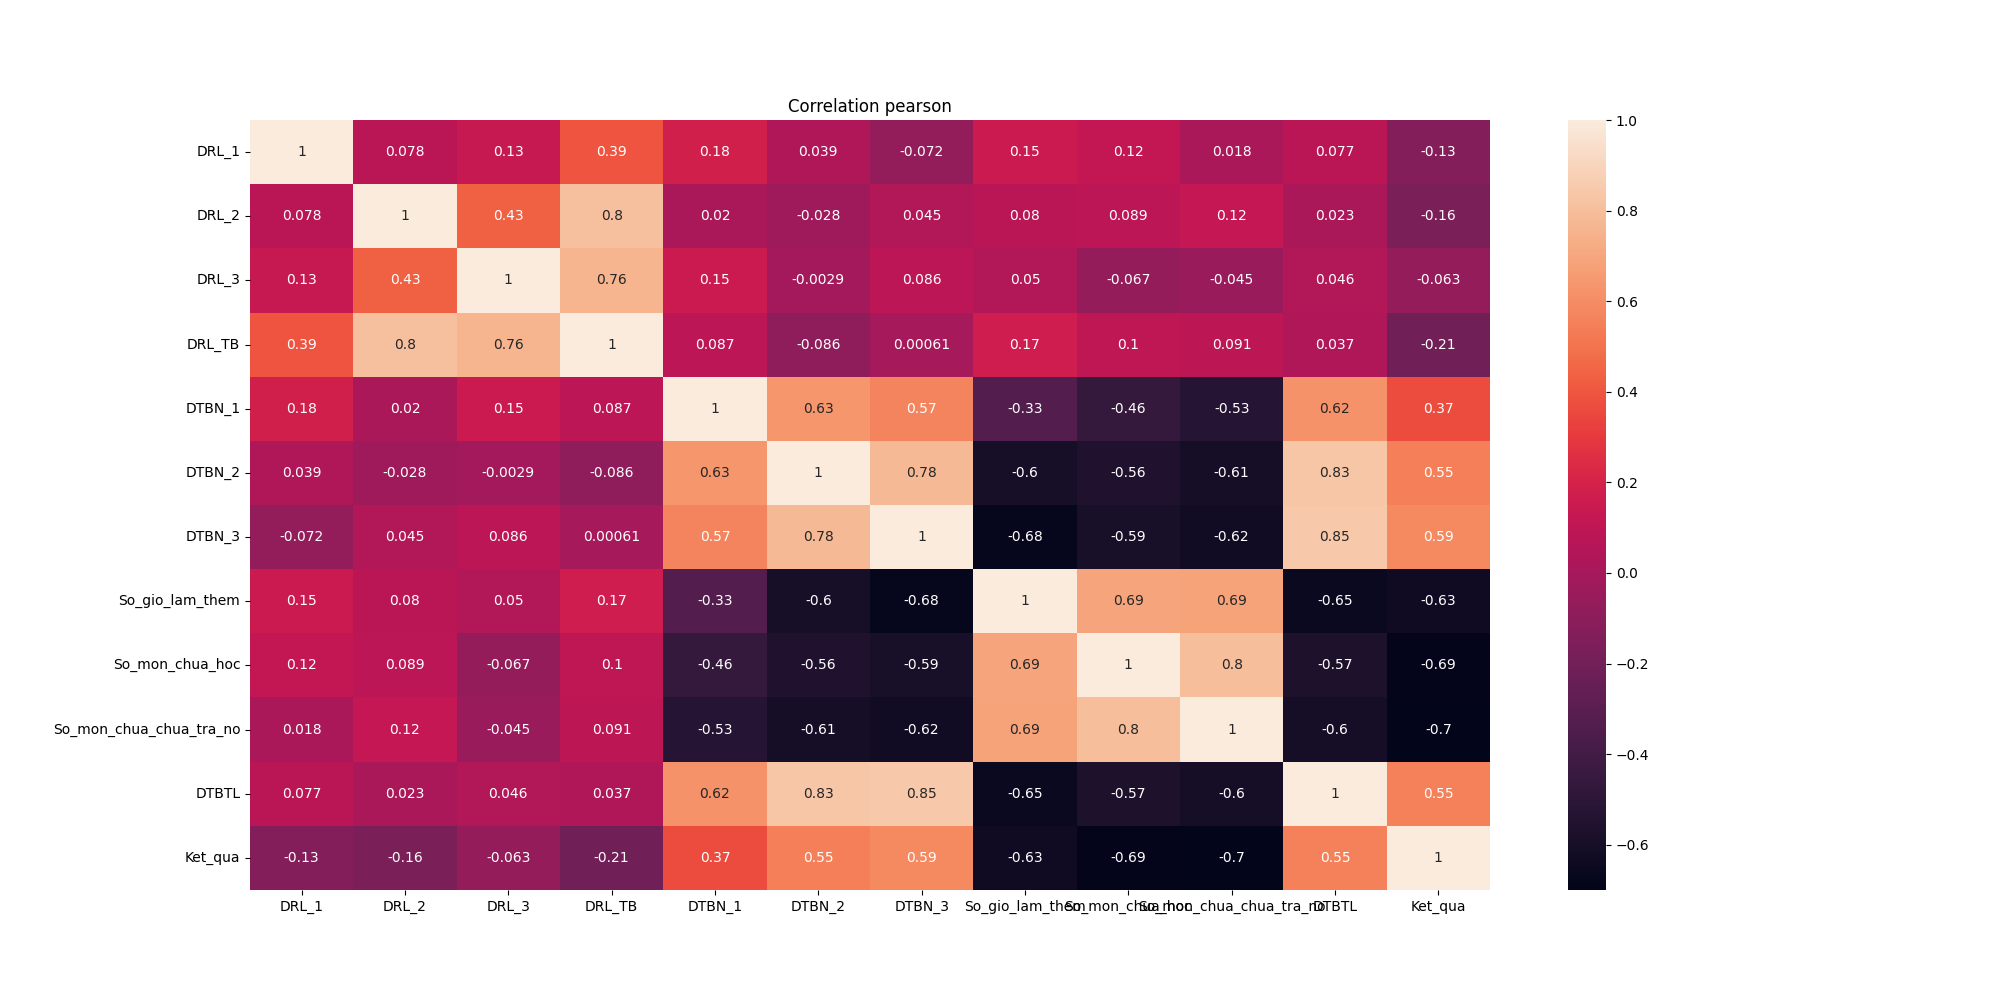 Correlation pearson
DRL_1 1 0.078 0.13 0.39 0.18 0.039 -0.072 0.15 0.12 0.018 0.077 -0.13
DRL_2 0.078 1 0.43 0.8 0.02 -0.028 0.045 0.08 0.089 0.12 0.023 -0.16
DRL_3 0.13 0.43 1 0.76 0.15 -0.0029 0.086 0.05 -0.067 -0.045 0.046 -0.063
DRL_TB 0.39 0.8 0.76 1 0.087 -0.086 0.00061 0.17 0.1 0.091 0.037 -0.21
DTBN_1 0.18 0.02 0.15 0.087 1 0.63 0.57 -0.33 -0.46 -0.53 0.62 0.37
DTBN_2 0.039 -0.028 -0.0029 -0.086 0.63 1 0.78 -0.6 -0.56 -0.61 0.83 0.55
DTBN_3 -0.072 0.045 0.086 0.00061 0.57 0.78 1 -0.68 -0.59 -0.62 0.85 0.59
So_gio_lam_them 0.15 0.08 0.05 0.17 -0.33 -0.6 -0.68 1 0.69 0.69 -0.65 -0.63
So_mon_chua_hoc 0.12 0.089 -0.067 0.1 -0.46 -0.56 -0.59 0.69 1 0.8 -0.57 -0.69
So_mon_chua_chua_tra_no 0.018 0.12 -0.045 0.091 -0.53 -0.61 -0.62 0.69 0.8 1 -0.6 -0.7
DTBTL 0.077 0.023 0.046 0.037 0.62 0.83 0.85 -0.65 -0.57 -0.6 1 0.55
Ket_qua -0.13 -0.16 -0.063 -0.21 0.37 0.55 0.59 -0.63 -0.69 -0.7 0.55 1
DRL_1 DRL_2 DRL_3 DRL_TB DTBN_1 DTBN_2 DTBN_3 So_gio_lam_them So_mon_chua_hoc So_mon_chua_chua_tra_no DTBTL Ket_qua
1.0
0.8
0.6
0.4
0.2
0.0
−0.2
−0.4
−0.6